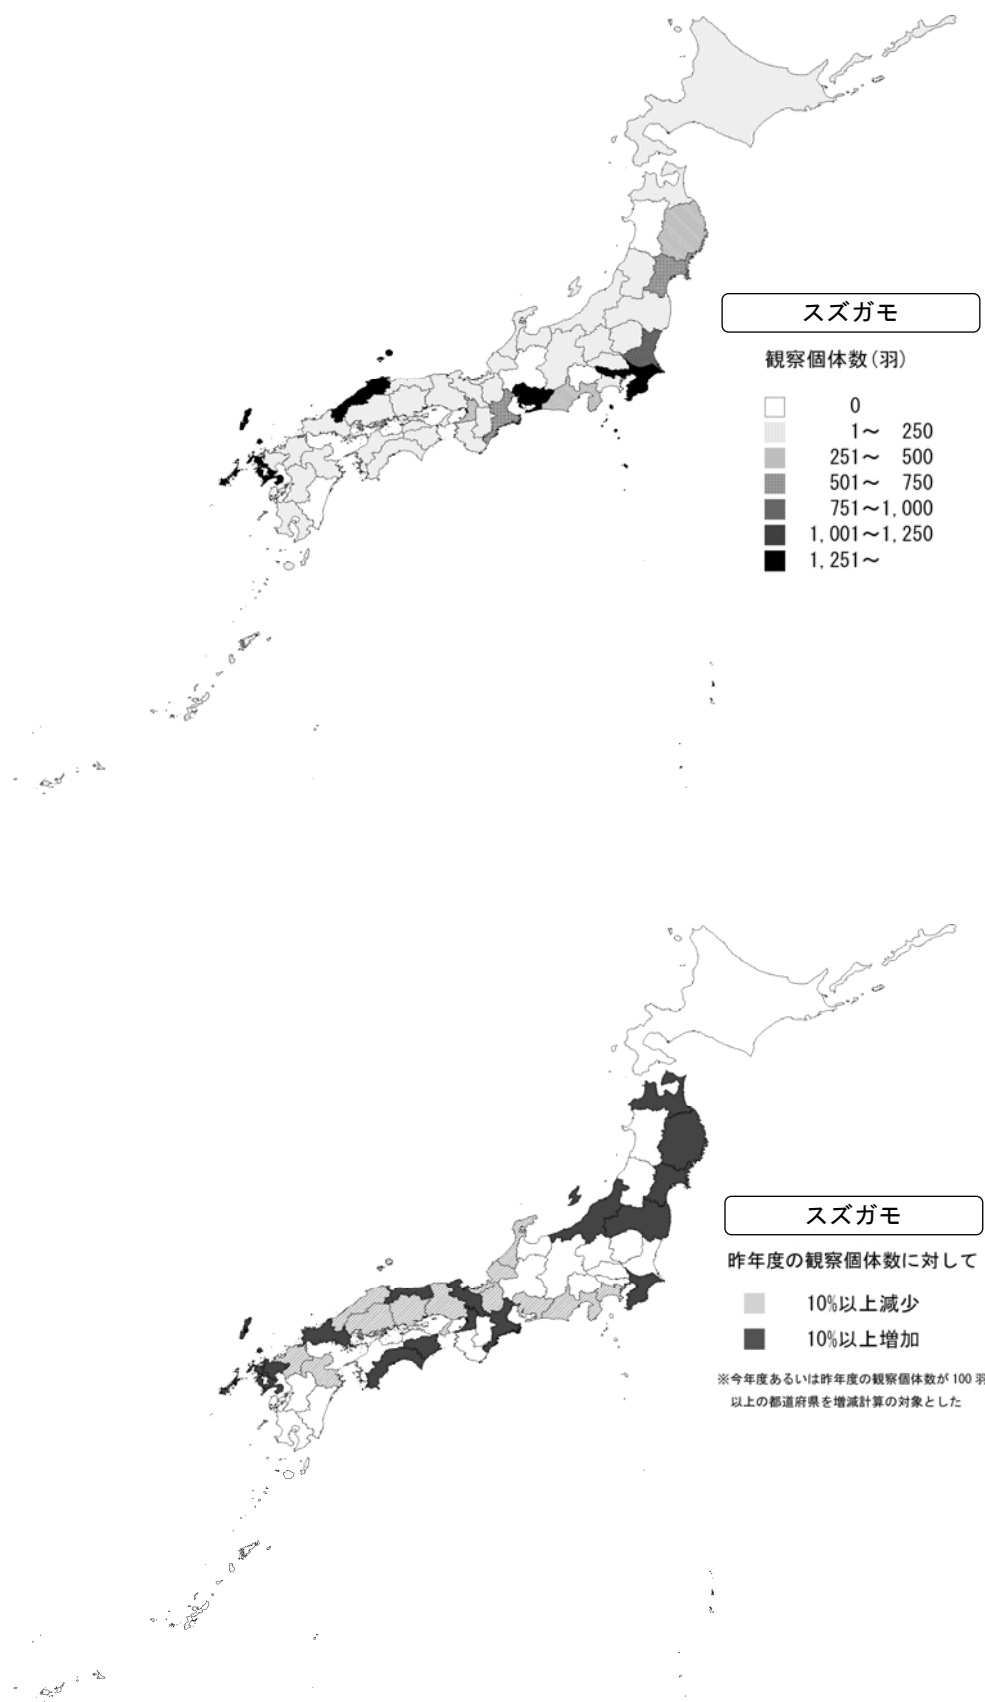 スズガモ
観察個体数(羽)
0
1～ 250
251～ 500
501～ 750
751～1,000
1,001～1,250
1,251～
スズガモ
昨年度の観察個体数に対して
10%以上減少
10%以上増加
※今年度あるいは昨年度の観察個体数が 100 羽
以上の都道府県を増減計算の対象とした